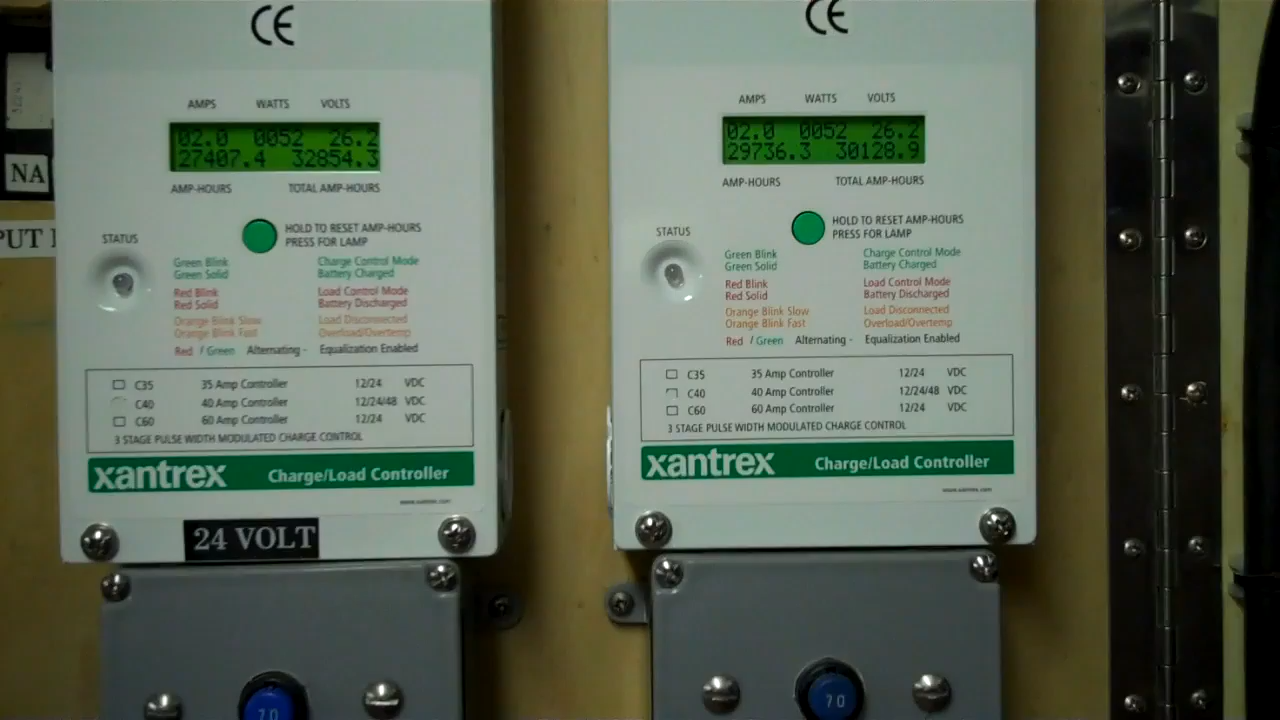 CE
AMPS WATTS VOLTS
02.0 0052 26.2
27407.4 32854.3
AMP-HOURS TOTAL AMP-HOURS
HOLD TO RESET AMP-HOURS
PRESS FOR LAMP
STATUS
Green Blink Charge Control Mode
Green Solid Battery Charged
Red Blink Load Control Mode
Red Solid Battery Discharged
Orange Blink Slow Load Disconnected
Orange Blink Fast Overload/Overtemp
Red / Green Alternating - Equalization Enabled
C35 35 Amp Controller 12/24 VDC
C40 40 Amp Controller 12/24/48 VDC
C60 60 Amp Controller 12/24 VDC
3 STAGE PULSE WIDTH MODULATED CHARGE CONTROL
xantrex Charge/Load Controller
www.xantrex.com
24 VOLT
70
NA
PUT
CE
AMPS WATTS VOLTS
02.0 0052 26.2
29736.3 30128.9
AMP-HOURS TOTAL AMP-HOURS
HOLD TO RESET AMP-HOURS
PRESS FOR LAMP
STATUS
Green Blink Charge Control Mode
Green Solid Battery Charged
Red Blink Load Control Mode
Red Solid Battery Discharged
Orange Blink Slow Load Disconnected
Orange Blink Fast Overload/Overtemp
Red / Green Alternating - Equalization Enabled
C35 35 Amp Controller 12/24 VDC
C40 40 Amp Controller 12/24/48 VDC
C60 60 Amp Controller 12/24 VDC
3 STAGE PULSE WIDTH MODULATED CHARGE CONTROL
xantrex Charge/Load Controller
www.xantrex.com
70